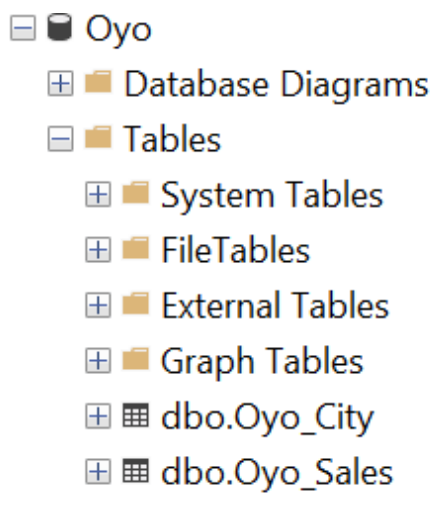 Oyo
Database Diagrams
Tables
System Tables
FileTables
External Tables
Graph Tables
dbo.Oyo_City
dbo.Oyo_Sales